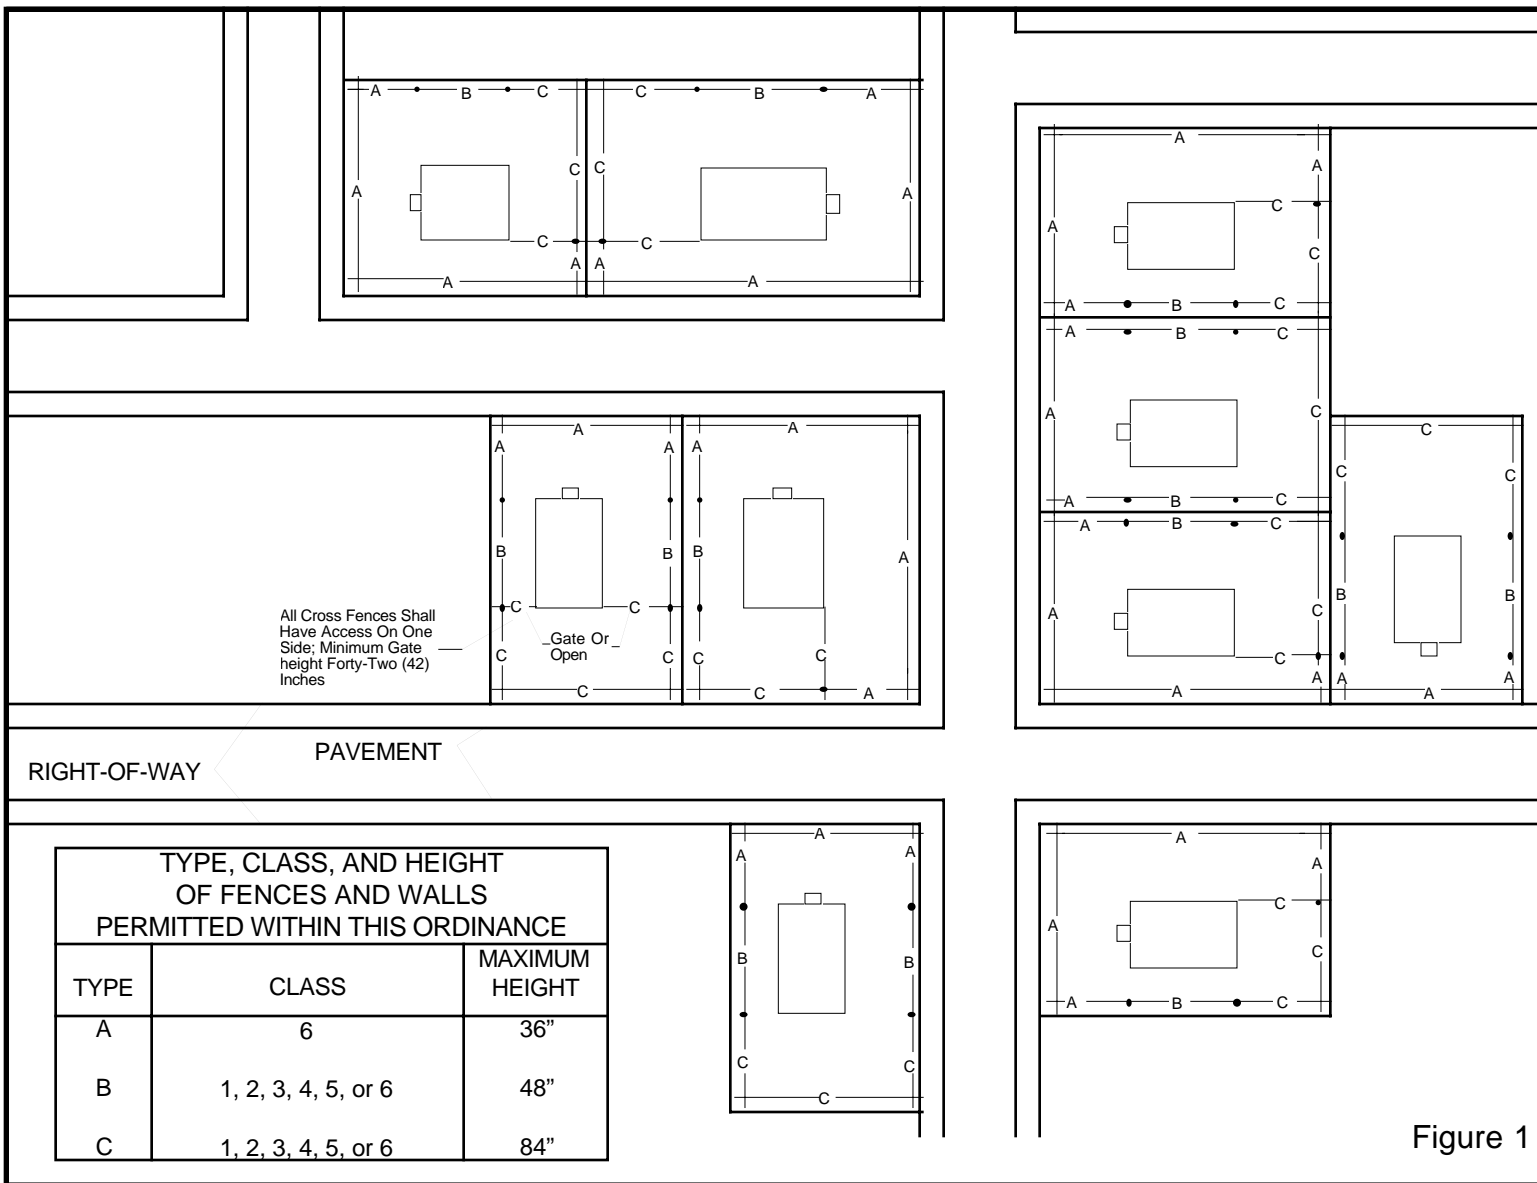 A B C C B A
A C C A
C C
A A
A A
A
A
C
A
C
A B C
A B C
A C
A B C
A B C
A C
C
A A
C
C C
B B
A A
A
A A
A A A
B B B A
C C
C C C C
C C A
All Cross Fences Shall
Have Access On One
Side; Minimum Gate
height Forty-Two (42)
Inches
Gate Or
Open
RIGHT-OF-WAY PAVEMENT
TYPE, CLASS, AND HEIGHT
OF FENCES AND WALLS
PERMITTED WITHIN THIS ORDINANCE
TYPE CLASS MAXIMUM HEIGHT
A 6 36”
B 1, 2, 3, 4, 5, or 6 48”
C 1, 2, 3, 4, 5, or 6 84”
A
A A
B B
C C
C
A
A
C
A
C
A B C
Figure 1